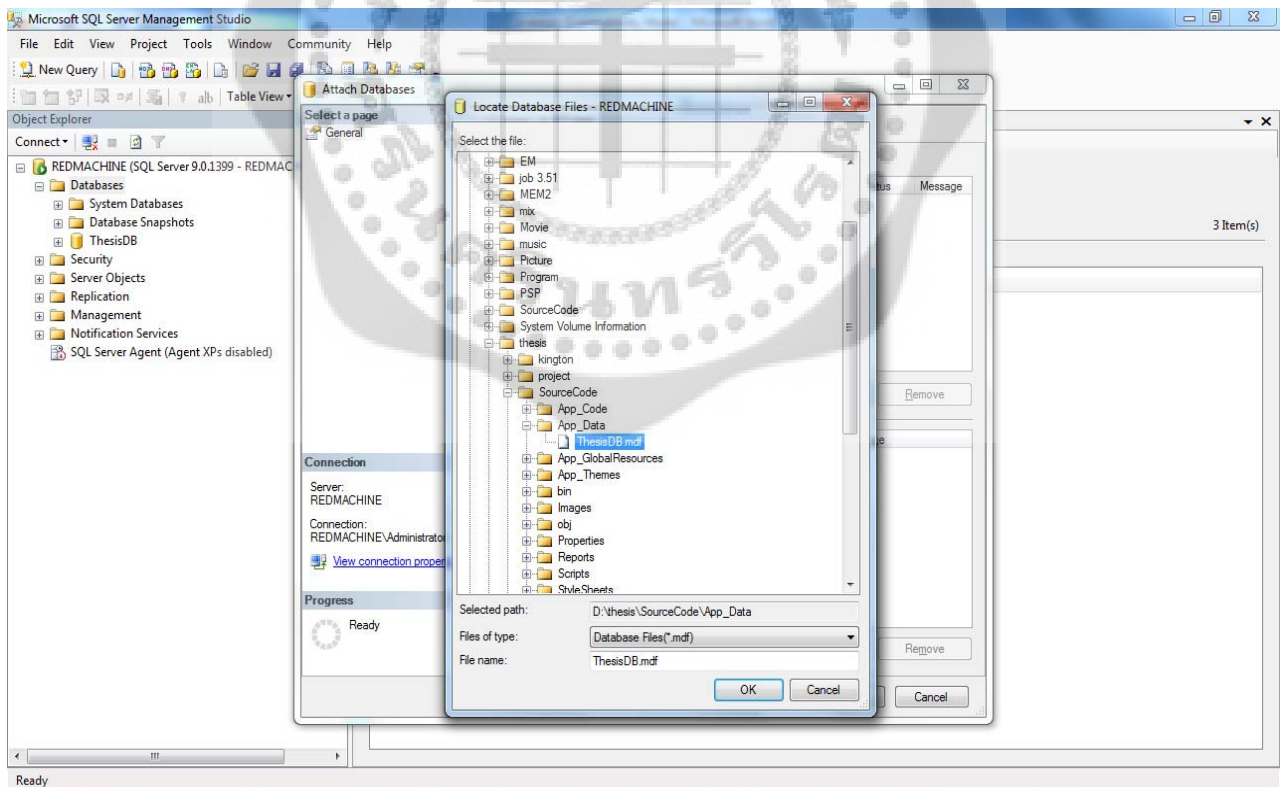 Microsoft SQL Server Management Studio
File Edit View Project Tools Window Community Help
New Query
Table View
Object Explorer
Connect
REDMACHINE (SQL Server 9.0.1399 - REDMAC
Databases
System Databases
Database Snapshots
ThesisDB
Security
Server Objects
Replication
Management
Notification Services
SQL Server Agent (Agent XPs disabled)
Attach Databases
Select a page
General
Connection
Server:
REDMACHINE
Connection:
REDMACHINE\Administrato
View connection proper
Progress
Ready
Locate Database Files - REDMACHINE
Select the file:
EM
job 3.51
MEM2
mix
Movie
music
Picture
Program
PSP
SourceCode
System Volume Information
thesis
kington
project
SourceCode
App_Code
App_Data
ThesisDB.mdf
App_GlobalResources
App_Themes
bin
Images
obj
Properties
Reports
Scripts
StyleSheets
Selected path: D:\thesis\SourceCode\App_Data
Files of type: Database Files(*.mdf)
File name: ThesisDB.mdf
OK Cancel
tus Message
Remove
e
Remove
Cancel
3 Item(s)
Ready